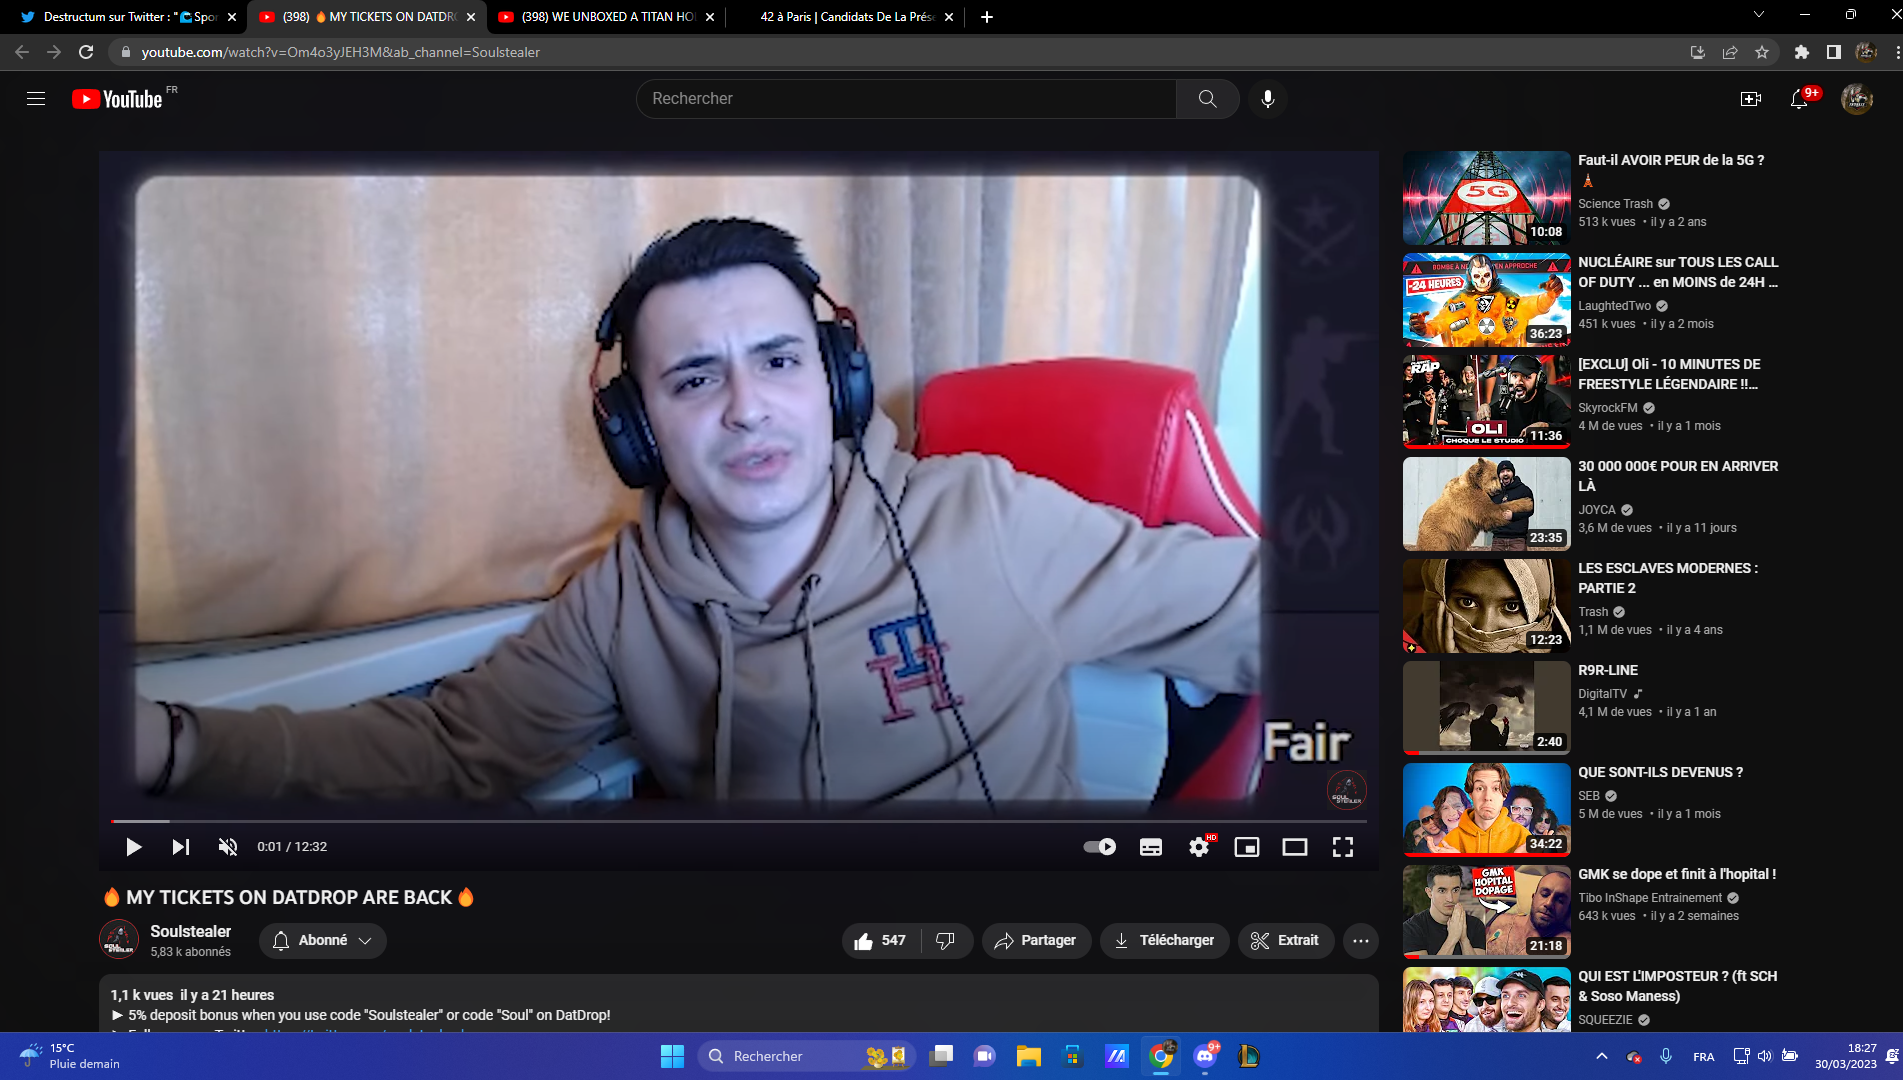 Destructum sur Twitter : "🌊Spor
(398) 🔥MY TICKETS ON DATDR
(398) WE UNBOXED A TITAN HO
42 à Paris | Candidats De La Prés
youtube.com/watch?v=Om4o3yJEH3M&ab_channel=Soulstealer
YouTube FR
Rechercher
9+
Fair
SOUL STEALER
0:01 / 12:32
HD
🔥 MY TICKETS ON DATDROP ARE BACK 🔥
Soulstealer
5,83 k abonnés
Abonné
547
Partager
Télécharger
Extrait
1,1 k vues il y a 21 heures
► 5% deposit bonus when you use code "Soulstealer" or code "Soul" on DatDrop!
5G
10:08
Faut-il AVOIR PEUR de la 5G ?
🗼
Science Trash
513 k vues • il y a 2 ans
-24 HEURES
36:23
NUCLÉAIRE sur TOUS LES CALL
OF DUTY ... en MOINS de 24H ...
LaughtedTwo
451 k vues • il y a 2 mois
RAP
OLI
CHOQUE LE STUDIO
11:36
[EXCLU] Oli - 10 MINUTES DE
FREESTYLE LÉGENDAIRE !!...
SkyrockFM
4 M de vues • il y a 1 mois
23:35
30 000 000€ POUR EN ARRIVER
LÀ
JOYCA
3,6 M de vues • il y a 11 jours
12:23
LES ESCLAVES MODERNES :
PARTIE 2
Trash
1,1 M de vues • il y a 4 ans
2:40
R9R-LINE
DigitalTV
4,1 M de vues • il y a 1 an
34:22
QUE SONT-ILS DEVENUS ?
SEB
5 M de vues • il y a 1 mois
GMK
HOPITAL
DOPAGE
21:18
GMK se dope et finit à l'hopital !
Tibo InShape Entrainement
643 k vues • il y a 2 semaines
QUI EST L'IMPOSTEUR ? (ft SCH
& Soso Maness)
SQUEEZIE
15°C
Pluie demain
Rechercher
9+
FRA
18:27
30/03/2023